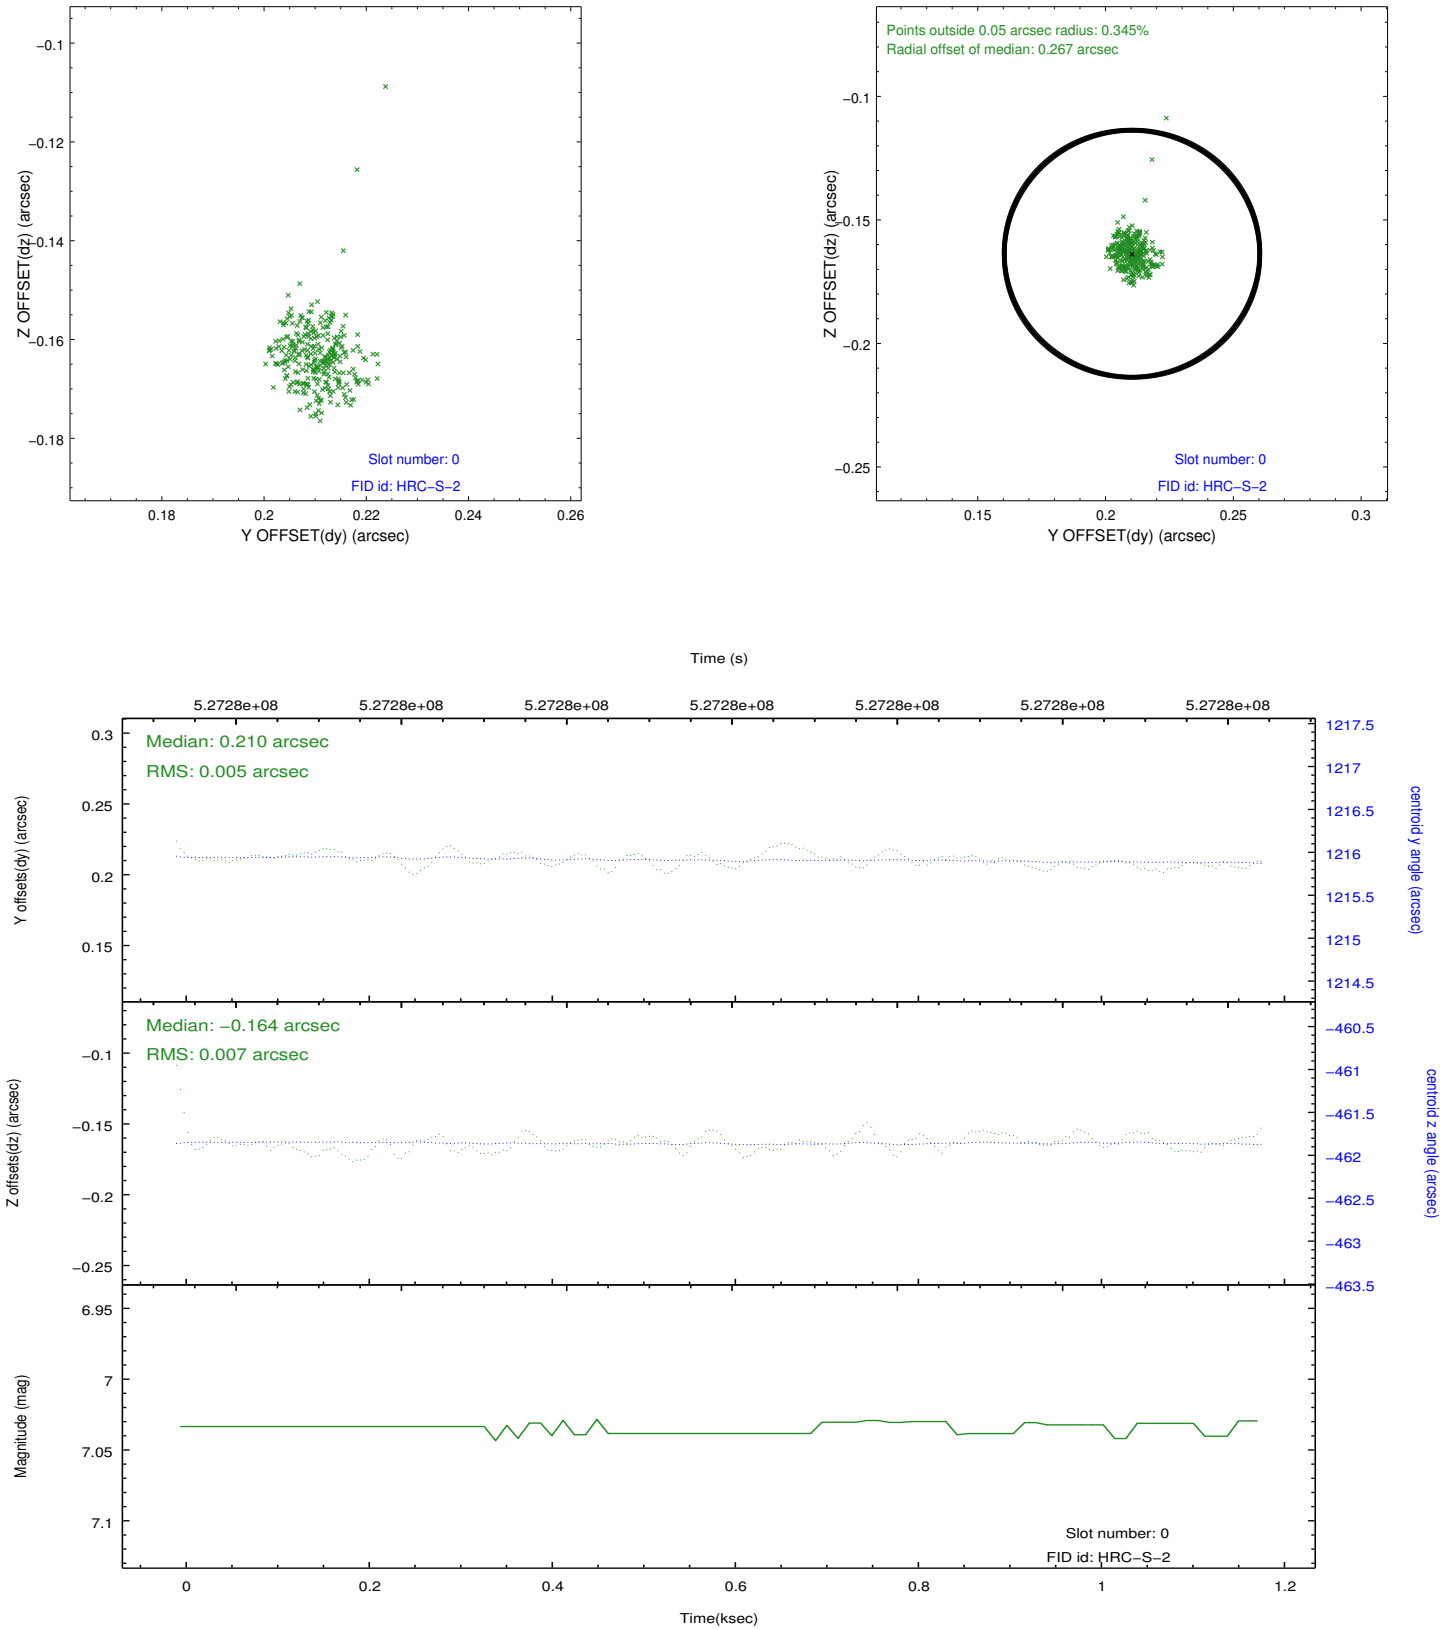 −0.1
−0.12
−0.14
−0.16
−0.18
Z OFFSET(dz) (arcsec)
Slot number: 0
FID id: HRC−S−2
0.18 0.2 0.22 0.24 0.26
Y OFFSET(dy) (arcsec)
Points outside 0.05 arcsec radius: 0.345%
Radial offset of median: 0.267 arcsec
−0.1
−0.15
−0.2
−0.25
Z OFFSET(dz) (arcsec)
Slot number: 0
FID id: HRC−S−2
0.15 0.2 0.25 0.3
Y OFFSET(dy) (arcsec)
Time (s)
5.2728e+08 5.2728e+08 5.2728e+08 5.2728e+08 5.2728e+08 5.2728e+08 5.2728e+08
Median: 0.210 arcsec
RMS: 0.005 arcsec
0.3
0.25
0.2
0.15
Y offsets(dy) (arcsec)
1217.5
1217
1216.5
1216
1215.5
1215
1214.5
centroid y angle (arcsec)
Median: −0.164 arcsec
RMS: 0.007 arcsec
−0.1
−0.15
−0.2
−0.25
Z offsets(dz) (arcsec)
−460.5
−461
−461.5
−462
−462.5
−463
−463.5
centroid z angle (arcsec)
6.95
7
7.05
7.1
Magnitude (mag)
Slot number: 0
FID id: HRC−S−2
0 0.2 0.4 0.6 0.8 1 1.2
Time(ksec)